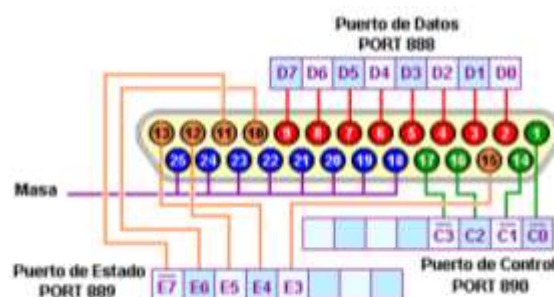 Puerto de Datos
PORT 888
D7 D6 D5 D4 D3 D2 D1 D0
13 12 11 10 9 8 7 6 5 4 3 2 1
25 24 23 22 21 20 19 18 17 16 15 14
Masa
C3 C2 C1 C0
Puerto de Estado
PORT 889
E7 E6 E5 E4 E3
Puerto de Control
PORT 890